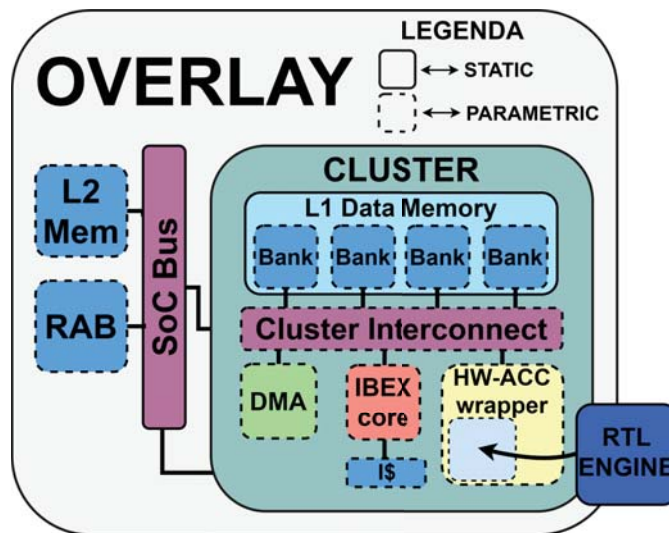 LEGENDA
STATIC
PARAMETRIC
OVERLAY
CLUSTER
L1 Data Memory
Bank Bank Bank Bank
L2
Mem
RAB
SoC Bus
Cluster Interconnect
DMA
IBEX
core
I$
HW-ACC
wrapper
RTL
ENGINE